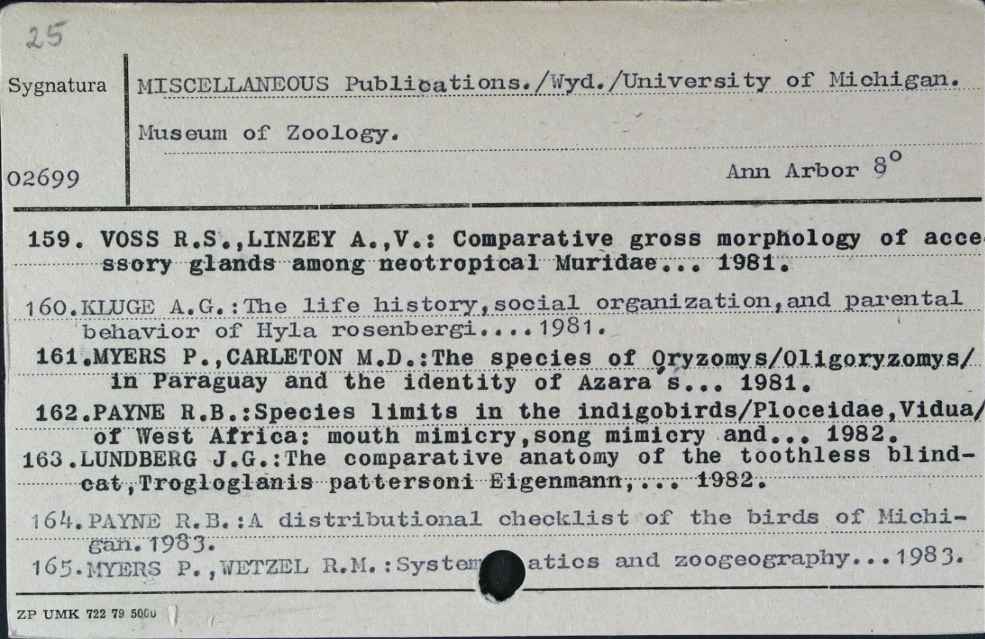 25
Sygnatura
MISCELLANEOUS Publications./Wyd./University of Michigan.
Museum of Zoology.
02699
Ann Arbor 8°
159. VOSS R.S.,LINZEY A.,V.: Comparative gross morphology of acce
ssory glands among neotropical Muridae... 1981.
160.KLUGE A.G.:The life history,social organization,and parental
behavior of Hyla rosenbergi....1981.
161.MYERS P.,CARLETON M.D.:The species of Oryzomys/Oligoryzomys/
in Paraguay and the identity of Azara's... 1981.
162.PAYNE R.B.:Species limits in the indigobirds/Ploceidae,Vidua/
of West Africa: mouth mimicry,song mimicry and... 1982.
163.LUNDBERG J.G.:The comparative anatomy of the toothless blind-
cat,Trogloglanis pattersoni Eigenmann,... 1982.
164.PAYNE R.B.:A distributional checklist of the birds of Michi-
gan.1983.
165.MYERS P.,WETZEL R.M.:System atics and zoogeography...1983.
ZP UMK 722 79 5000